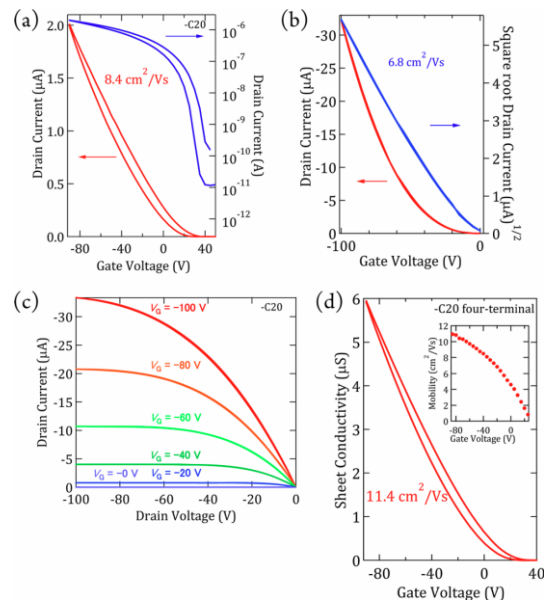 (a)
2.0
1.5
1.0
0.5
0.0
Drain Current (μA)
-C20
8.4 cm²/Vs
10⁻⁶
10⁻⁷
10⁻⁸
10⁻⁹
10⁻¹⁰
10⁻¹¹
10⁻¹²
Drain Current (A)
-80 -40 0 40
Gate Voltage (V)
(b)
-30
-25
-20
-15
-10
-5
0
Drain Current (μA)
6.8 cm²/Vs
5
4
3
2
1
0
Square root Drain Current (μA)^1/2
-100 -50 0
Gate Voltage (V)
(c)
-30
-20
-10
0
Drain Current (μA)
-C20
V_G = −100 V
V_G = −80 V
V_G = −60 V
V_G = −40 V
V_G = −0 V V_G = −20 V
-100 -80 -60 -40 -20 0
Drain Voltage (V)
(d)
6
5
4
3
2
1
0
Sheet Conductivity (μS)
-C20 four-terminal
12
10
8
6
4
2
0
Mobility (cm²/Vs)
-80 -60 -40 -20 0 20
Gate Voltage (V)
11.4 cm²/Vs
-80 -40 0 40
Gate Voltage (V)